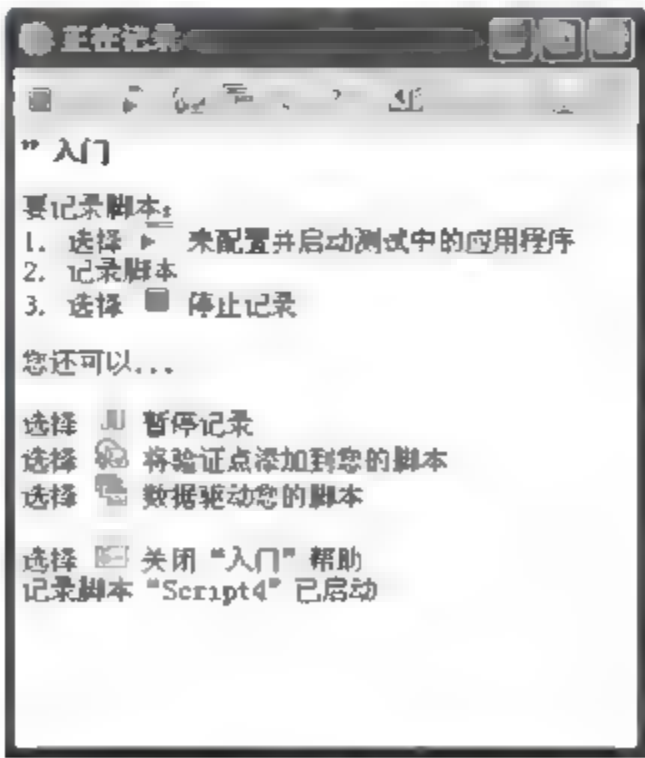 正在记录
" 入门
要记录脚本:
1. 选择 来配置并启动测试中的应用程序
2. 记录脚本
3. 选择 停止记录
您还可以...
选择 暂停记录
选择 将验证点添加到您的脚本
选择 数据驱动您的脚本
选择 关闭 "入门" 帮助
记录脚本 "Script4" 已启动